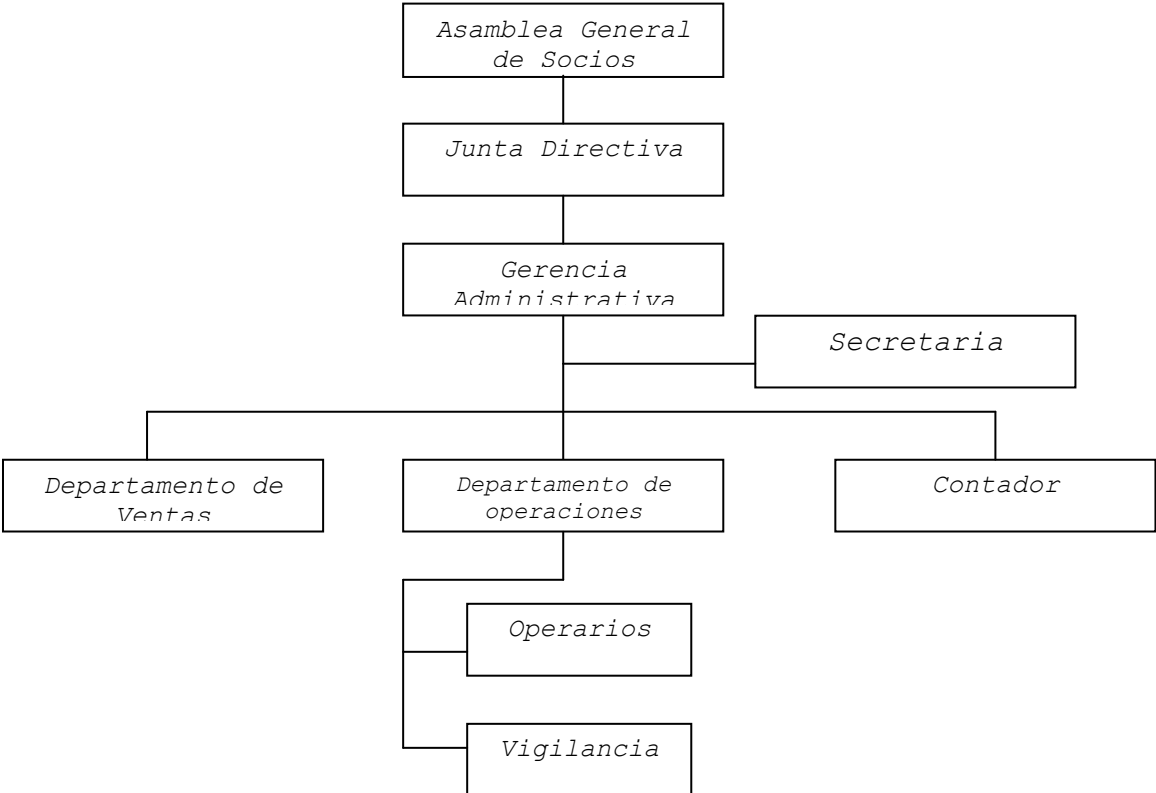 Asamblea General
de Socios
Junta Directiva
Gerencia
Administrativa
Secretaria
Departamento de
Ventas
Departamento de
operaciones
Contador
Operarios
Vigilancia